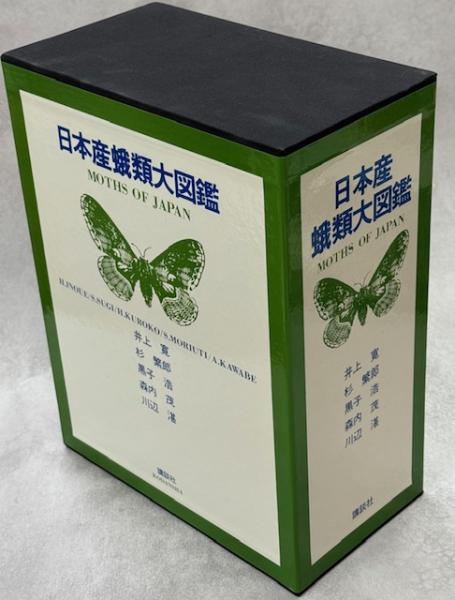 日本産蛾類大図鑑
MOTHS OF JAPAN
H.INOUE/S.SUGI/H.KUROKO/S.MORIUTI/A.KAWABE
井上 寛
杉 繁郎
黒子 浩
森内 茂
川辺 湛
講談社
KODANSHA
日本産
蛾類大図鑑
MOTHS OF JAPAN
井上 寛
杉 繁郎
黒子 浩
森内 茂
川辺 湛
講談社